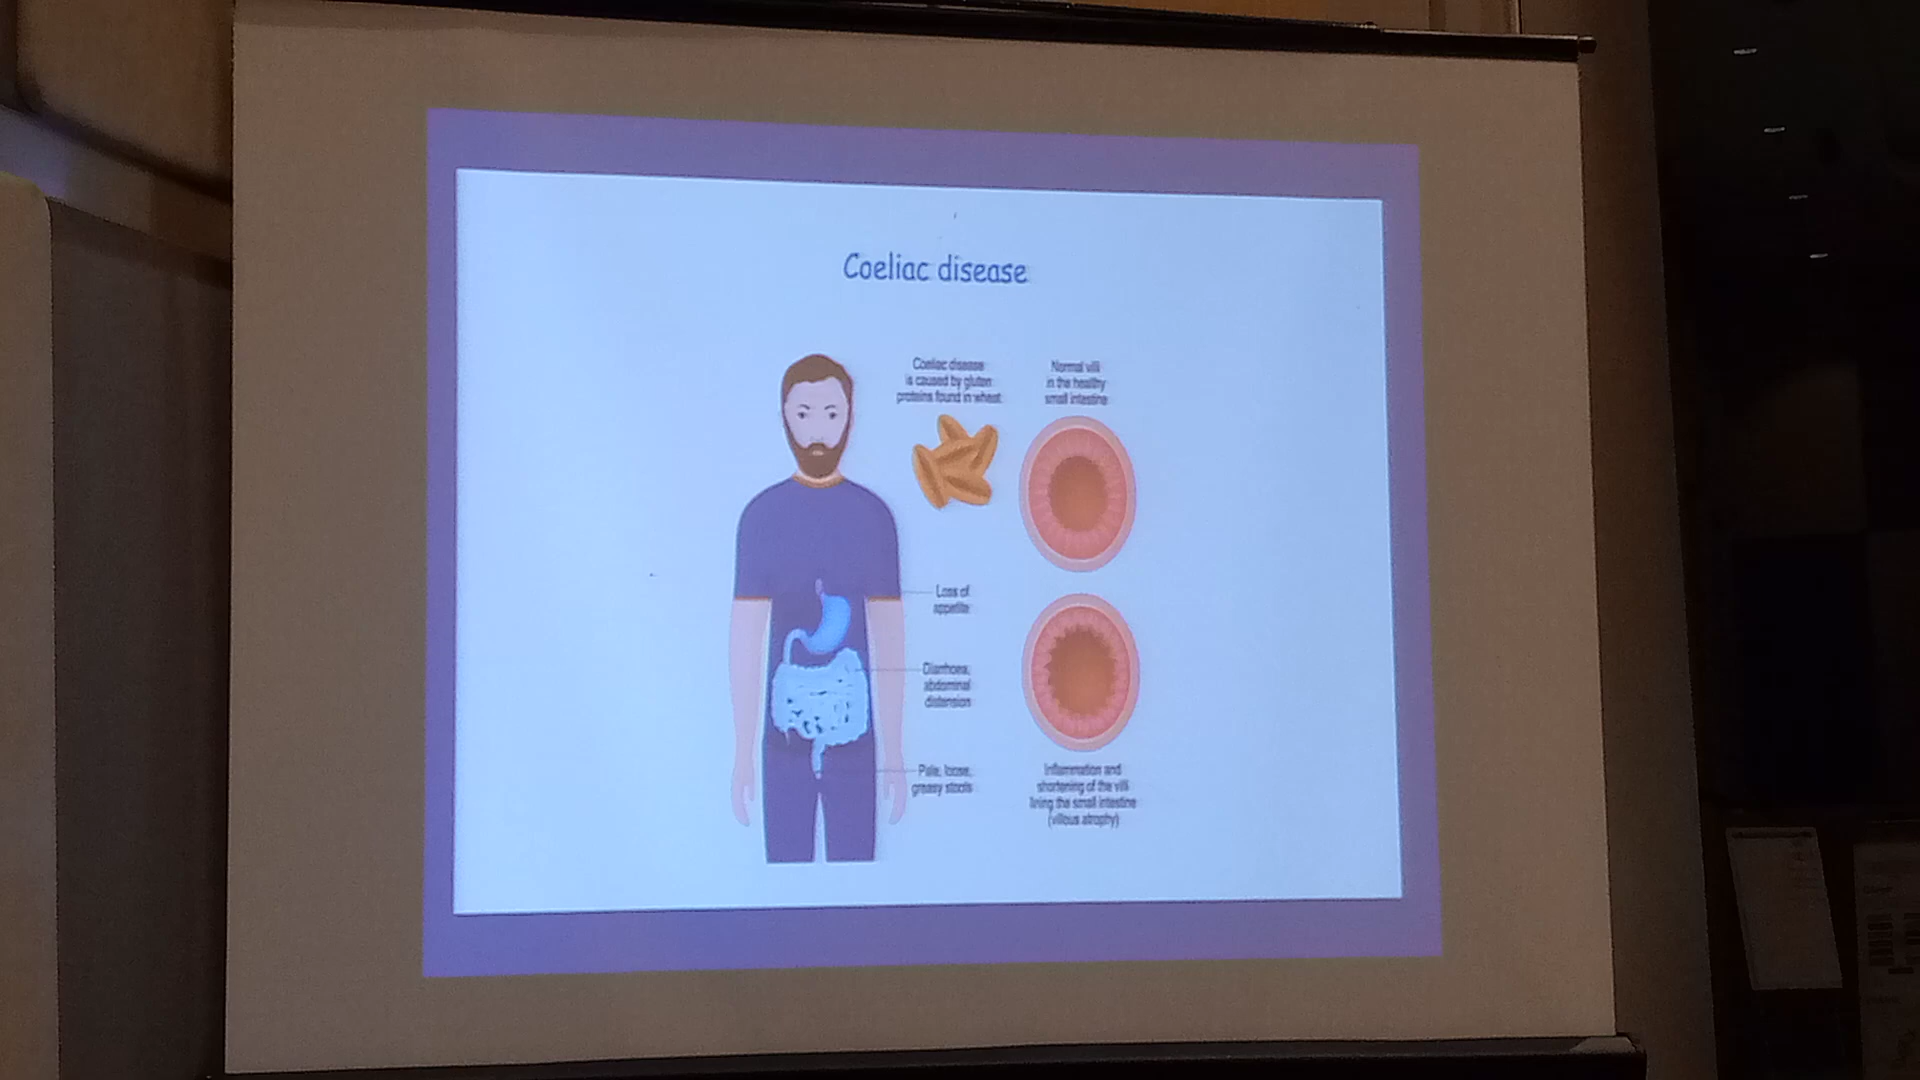 Coeliac disease
Coeliac disease
is caused by gluten
proteins found in wheat
Normal villi
in the healthy
small intestine
Loss of
appetite
Diarrhoea,
abdominal
distension
Pale, loose,
greasy stools
Inflammation and
shortening of the villi
lining the small intestine
(villous atrophy)